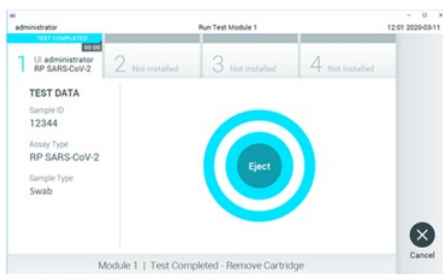 administrator Run Test Module 1 12:01 2020-03-11
TEST COMPLETED
00:00
1 UI administrator
RP SARS-CoV-2
2 Not installed
3 Not installed
4 Not installed
TEST DATA
Sample ID
12344
Assay Type
RP SARS-CoV-2
Sample Type
Swab
Eject
Cancel
Module 1 | Test Completed - Remove Cartridge